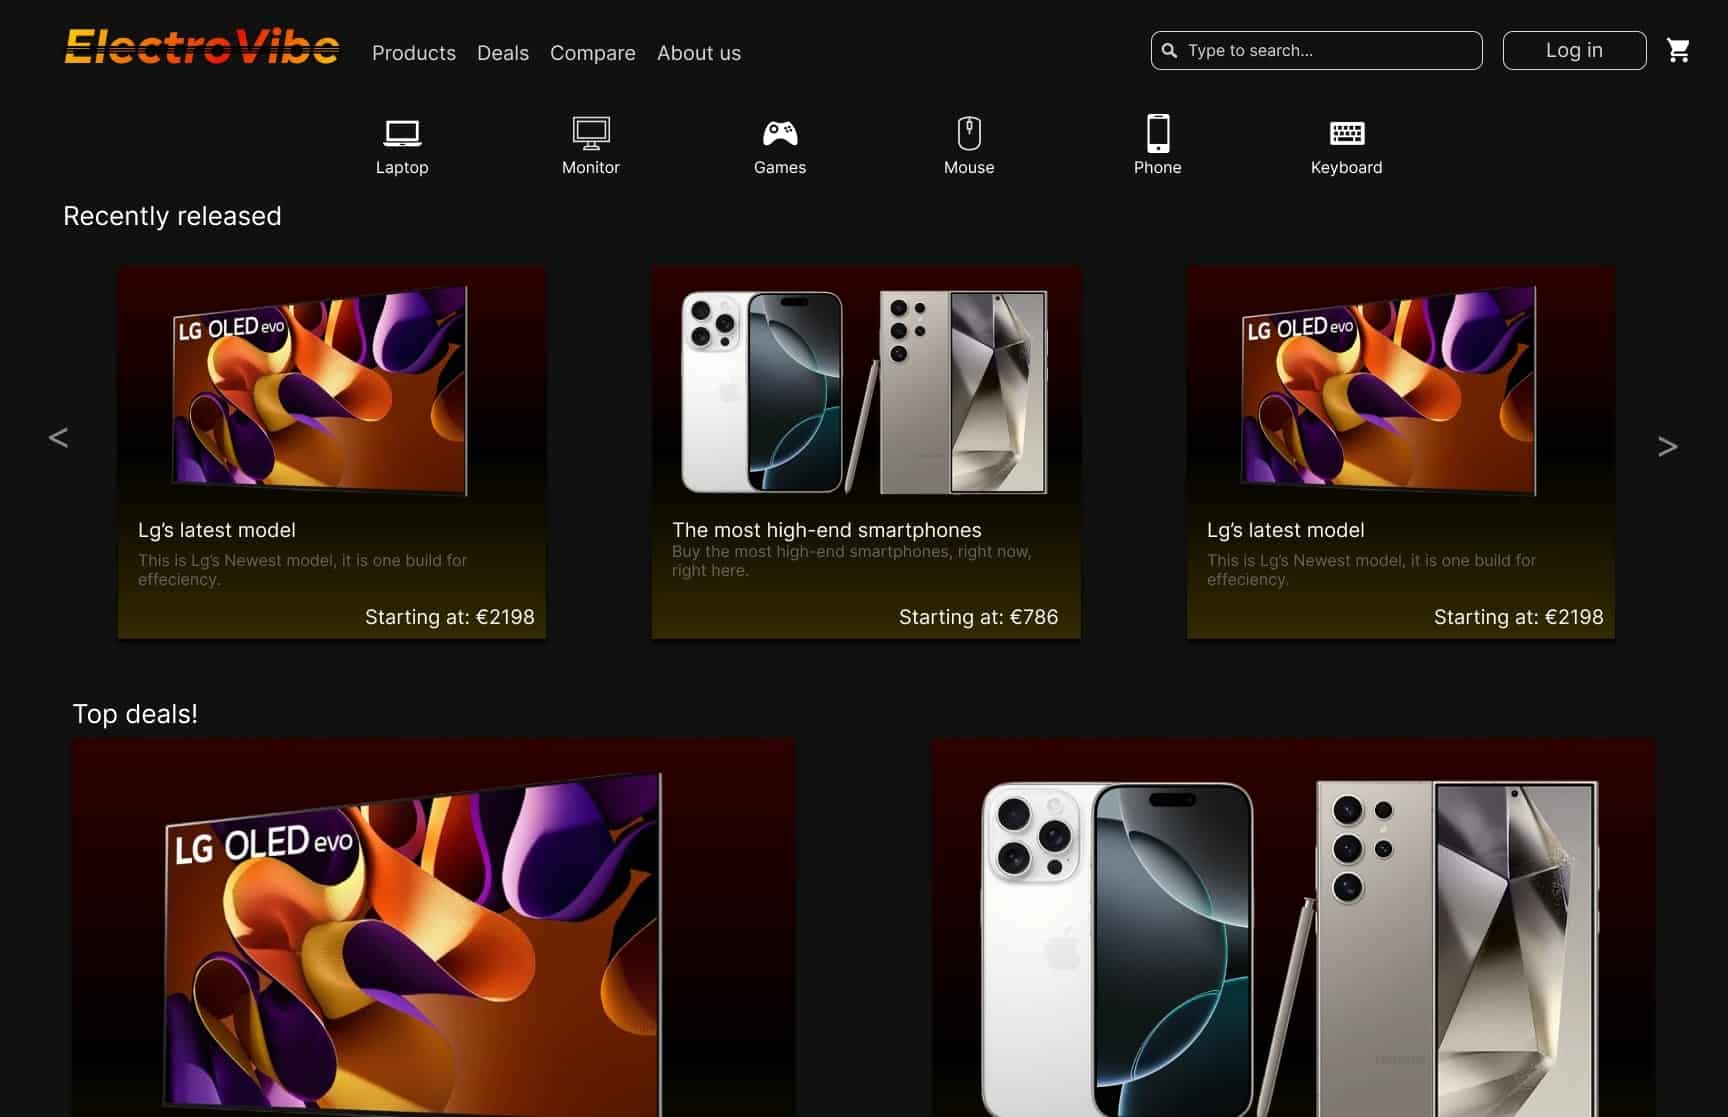 ElectroVibe Products Deals Compare About us Type to search... Log in
Laptop Monitor Games Mouse Phone Keyboard
Recently released
LG OLED evo
LG OLED evo
< >
Lg’s latest model
This is Lg’s Newest model, it is one build for
effeciency.
Starting at: €2198
The most high-end smartphones
Buy the most high-end smartphones, right now,
right here.
Starting at: €786
Lg’s latest model
This is Lg’s Newest model, it is one build for
effeciency.
Starting at: €2198
Top deals!
LG OLED evo